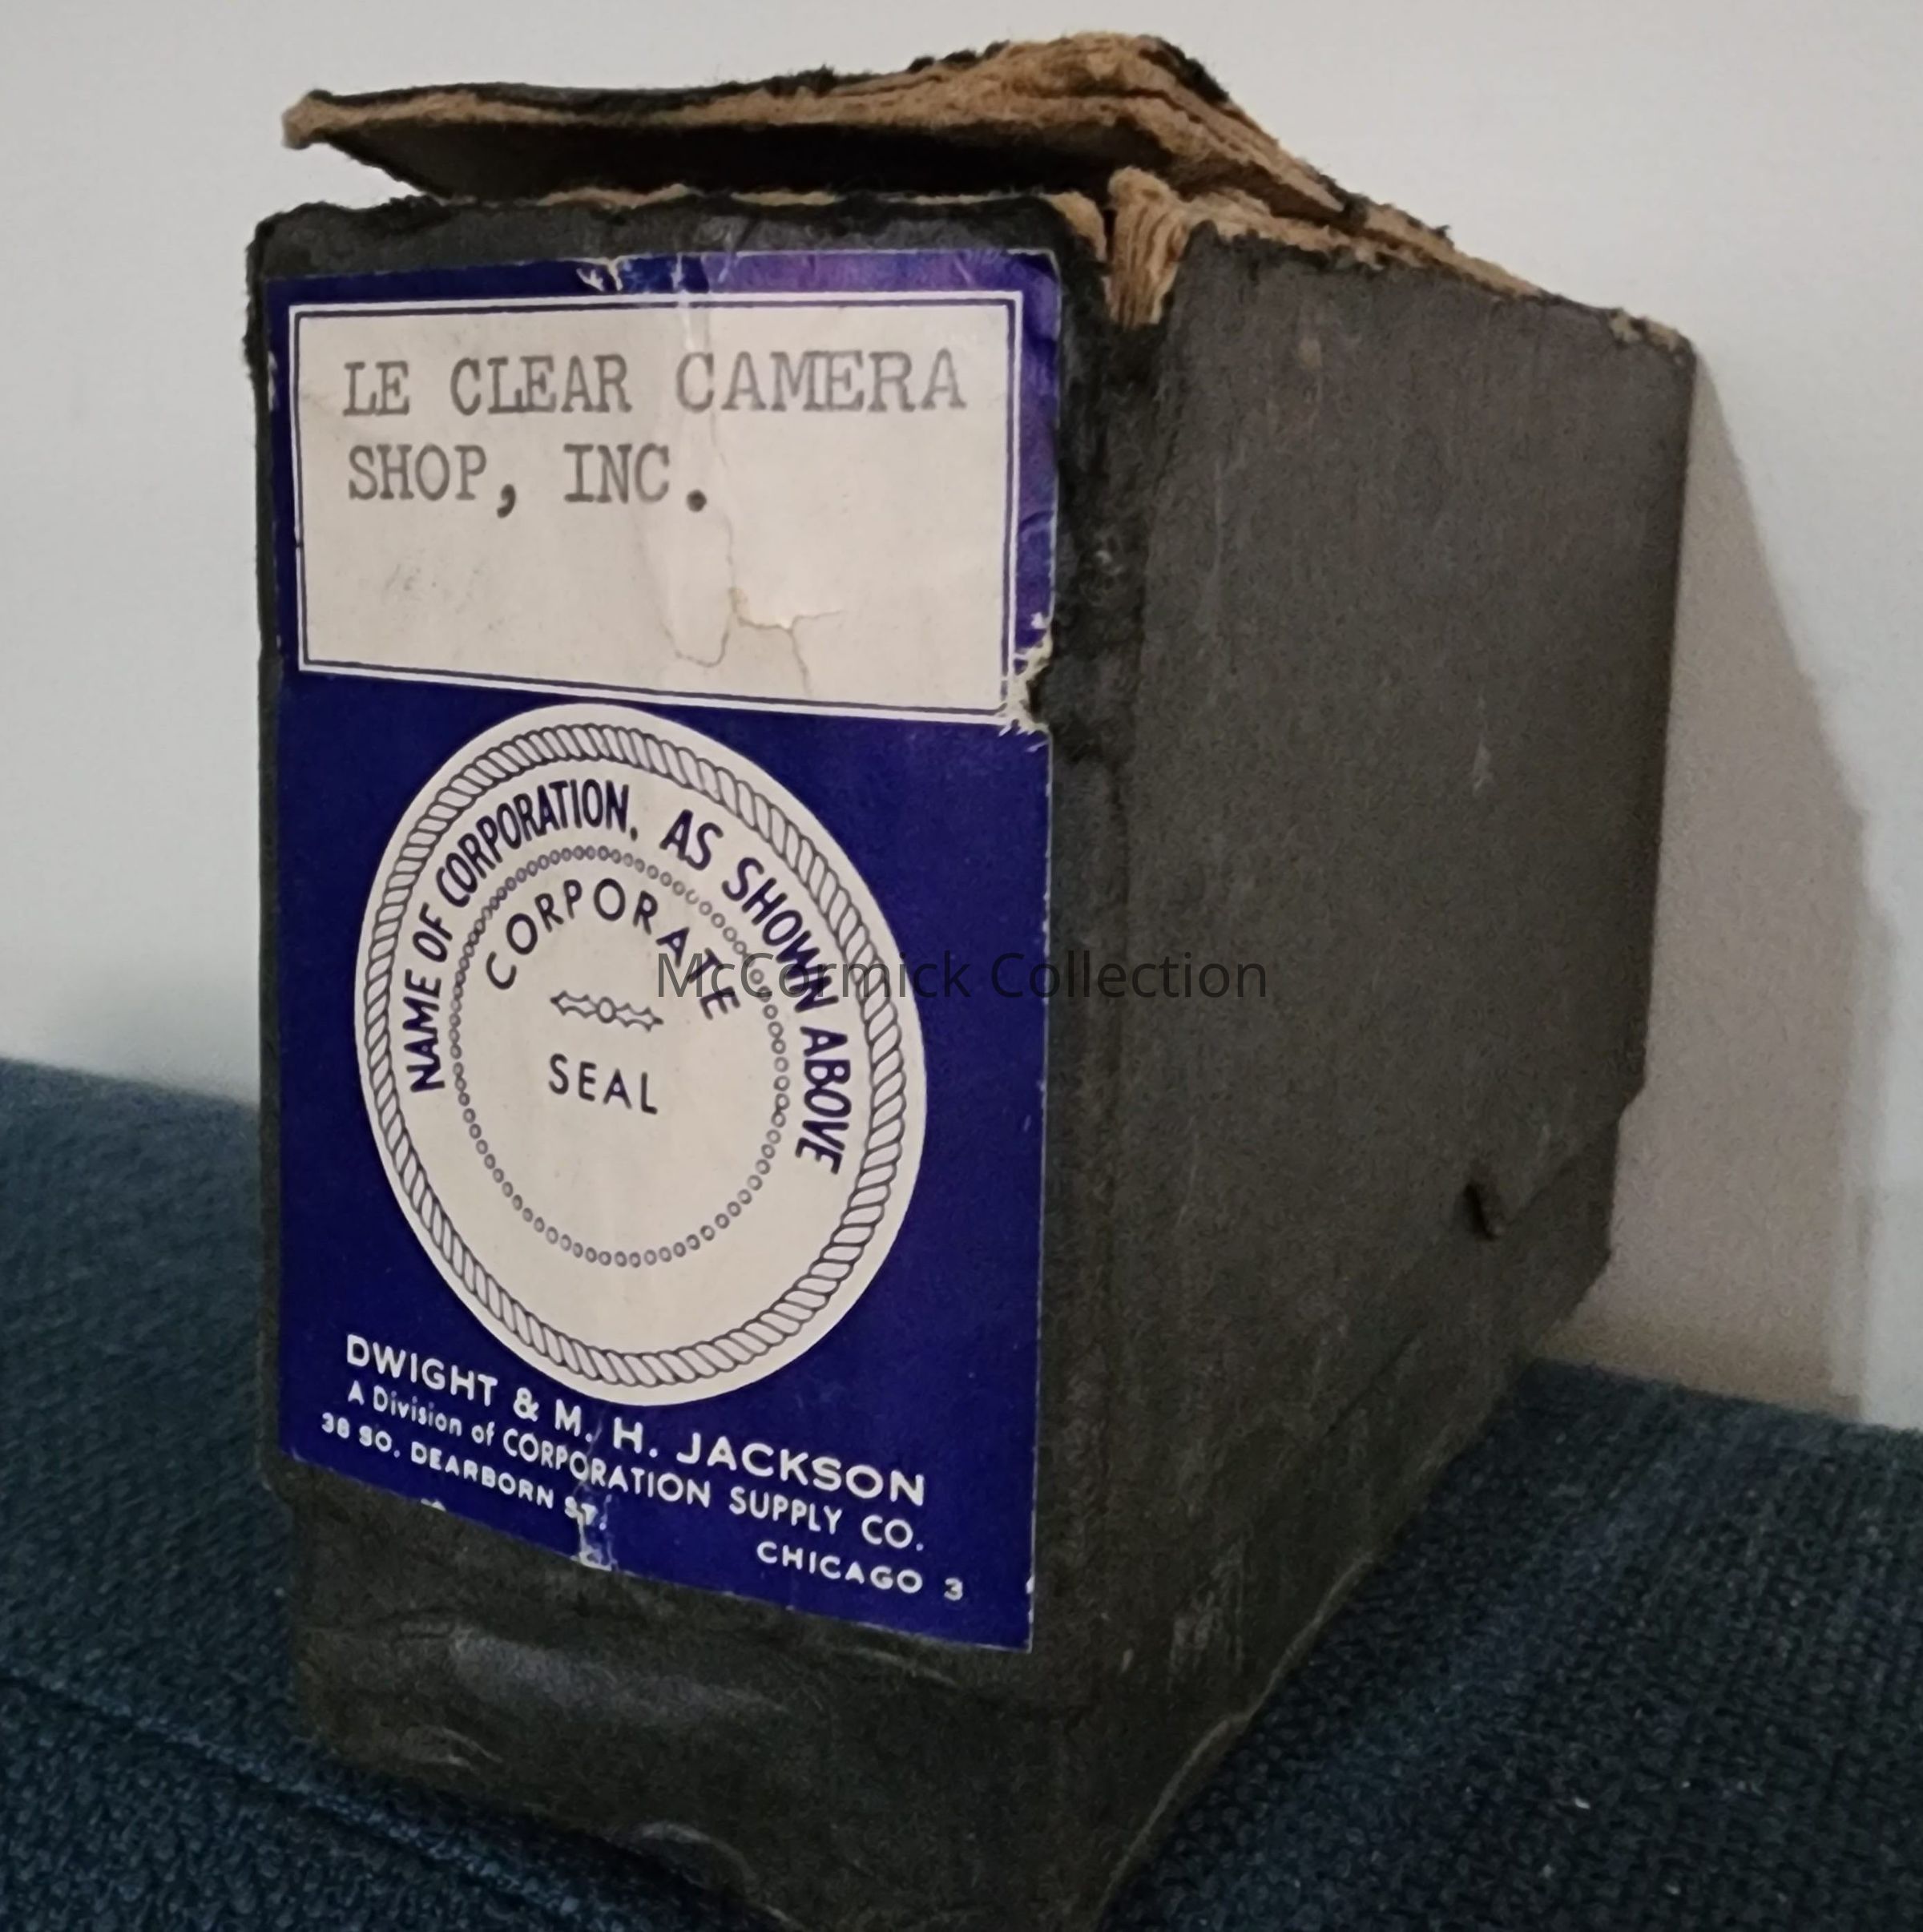 LE CLEAR CAMERA
SHOP, INC.
NAME OF CORPORATION, AS SHOWN ABOVE
CORPORATE
SEAL
McCormick Collection
DWIGHT & M. H. JACKSON
A Division of CORPORATION SUPPLY CO.
38 SO. DEARBORN ST.
CHICAGO 3